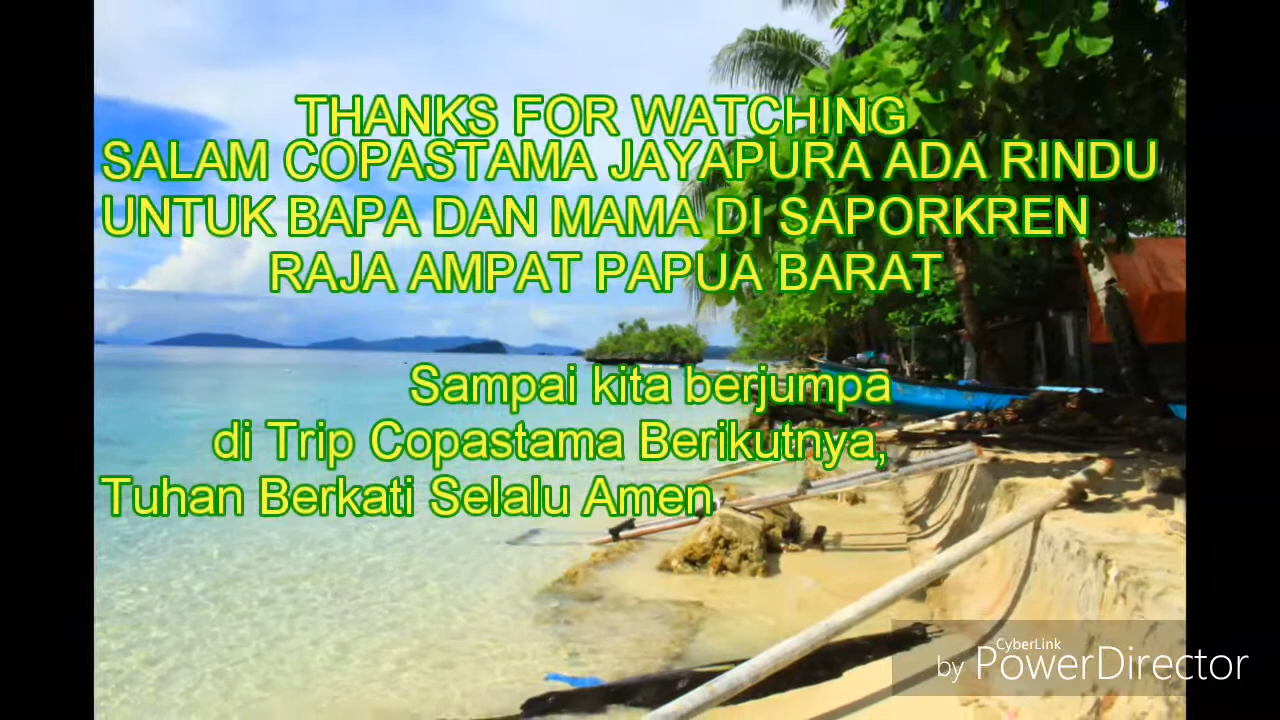 THANKS FOR WATCHING
SALAM COPASTAMA JAYAPURA ADA RINDU
UNTUK BAPA DAN MAMA DI SAPORKREN
RAJA AMPAT PAPUA BARAT
Sampai kita berjumpa
di Trip Copastama Berikutnya,
Tuhan Berkati Selalu Amen
CyberLink
by PowerDirector